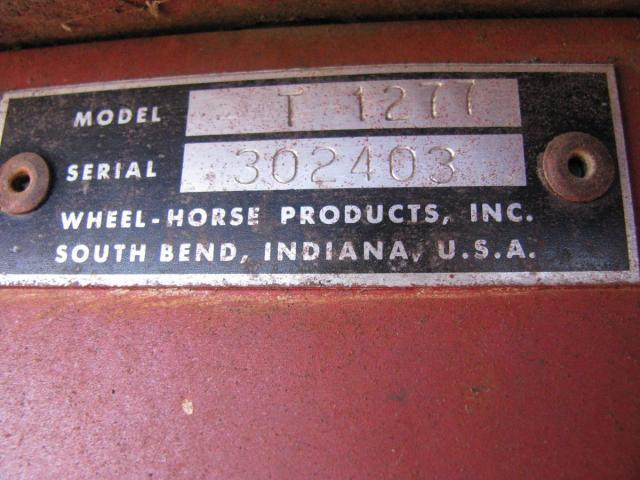 MODEL T 1277
SERIAL 302403
WHEEL-HORSE PRODUCTS, INC.
SOUTH BEND, INDIANA, U.S.A.